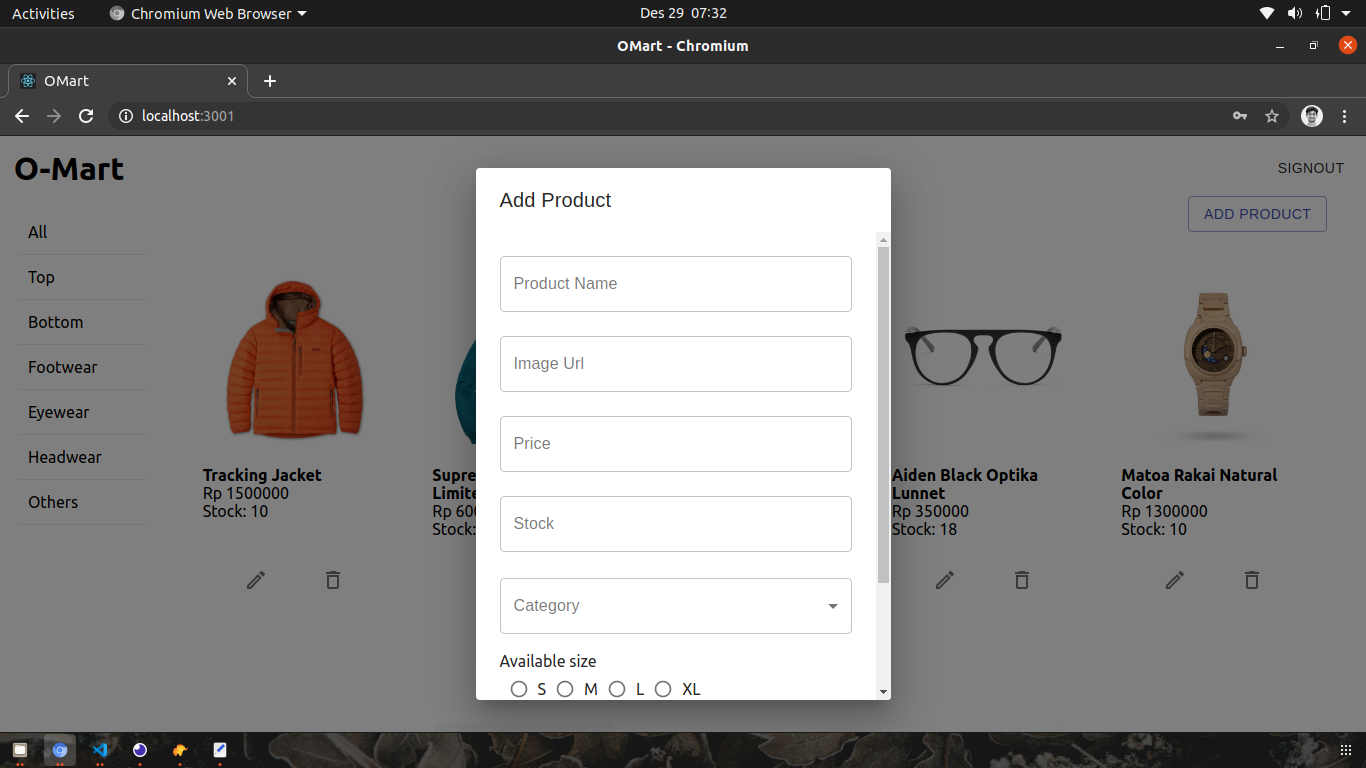 Activities
Chromium Web Browser
Des 29 07:32
OMart - Chromium
OMart
localhost:3001
O-Mart
SIGNOUT
ADD PRODUCT
All
Top
Bottom
Footwear
Eyewear
Headwear
Others
Tracking Jacket
Rp 1500000
Stock: 10
Supre
Limite
Rp 600
Stock:
Add Product
Product Name
Image Url
Price
Stock
Category
Available size
S M L XL
Aiden Black Optika
Lunnet
Rp 350000
Stock: 18
Matoa Rakai Natural
Color
Rp 1300000
Stock: 10